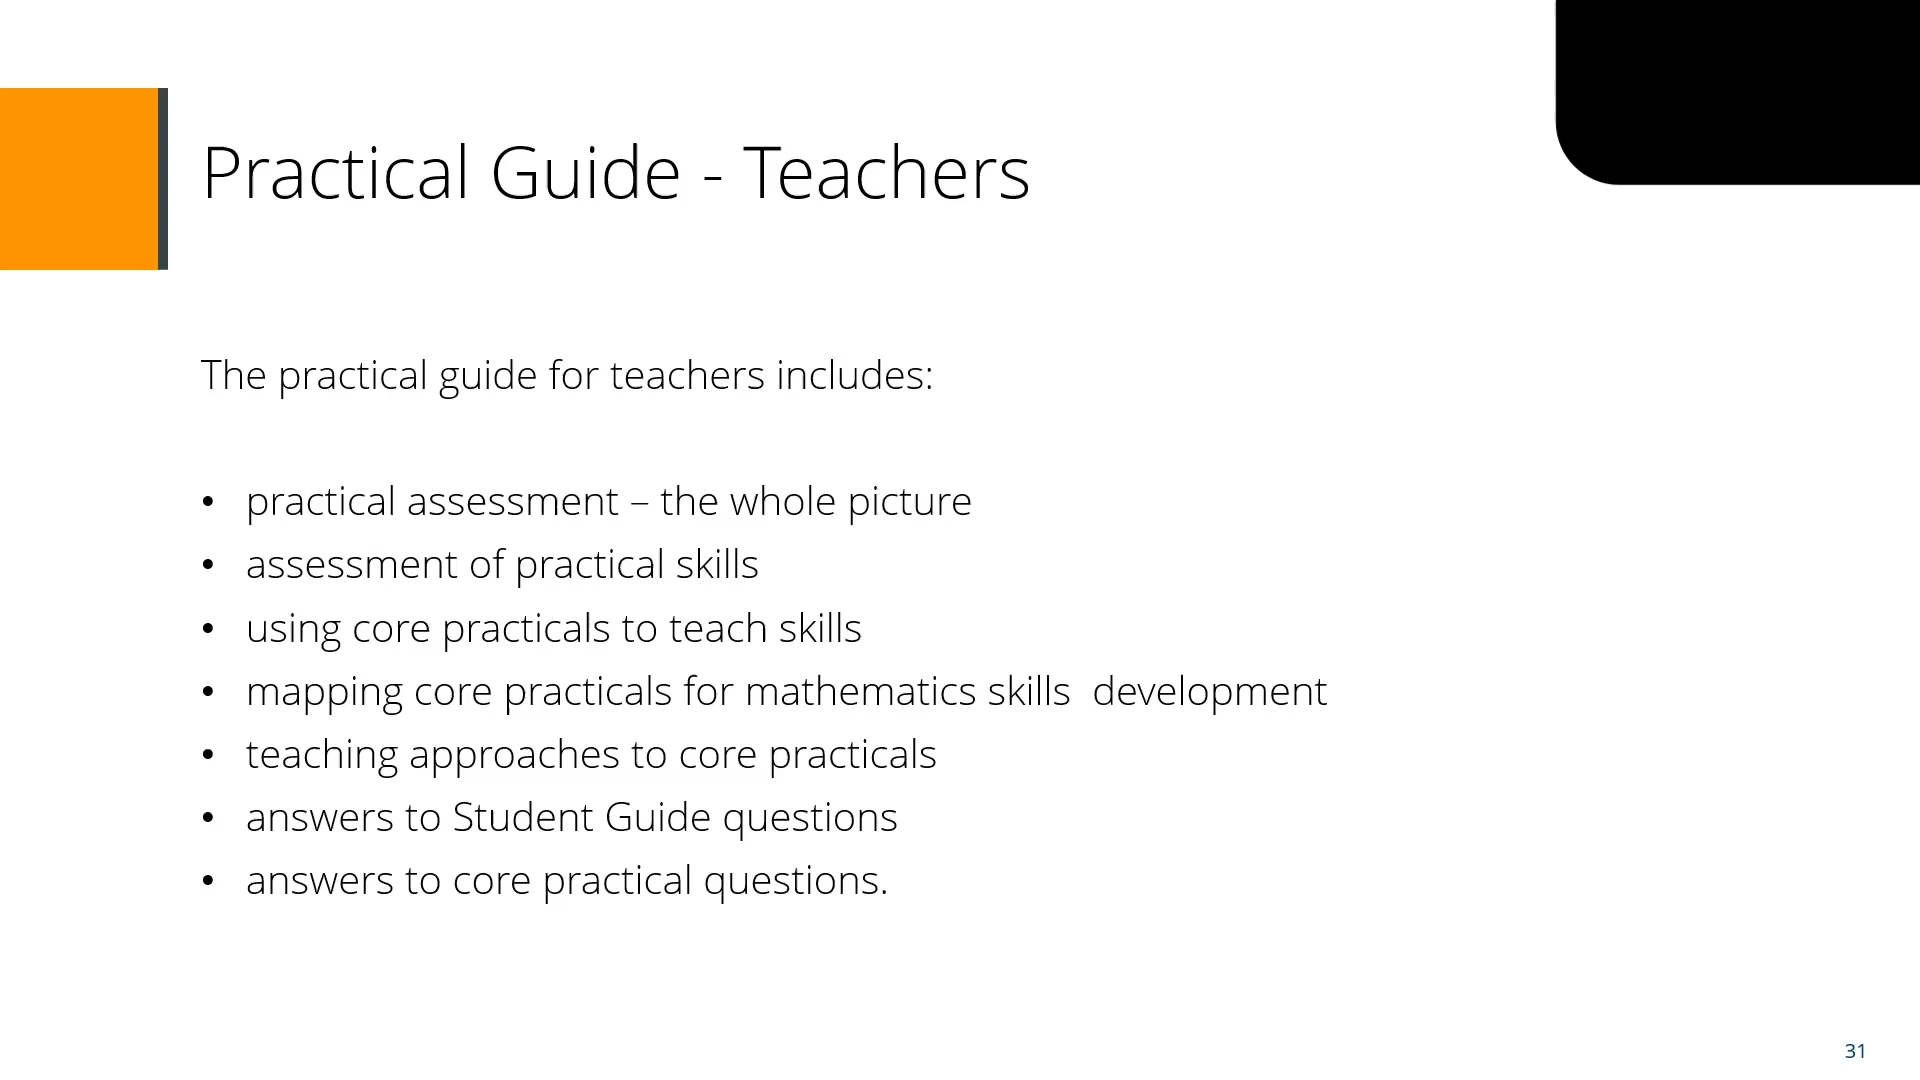 Practical Guide - Teachers
The practical guide for teachers includes:
• practical assessment – the whole picture
• assessment of practical skills
• using core practicals to teach skills
• mapping core practicals for mathematics skills  development
• teaching approaches to core practicals
• answers to Student Guide questions
• answers to core practical questions.
31